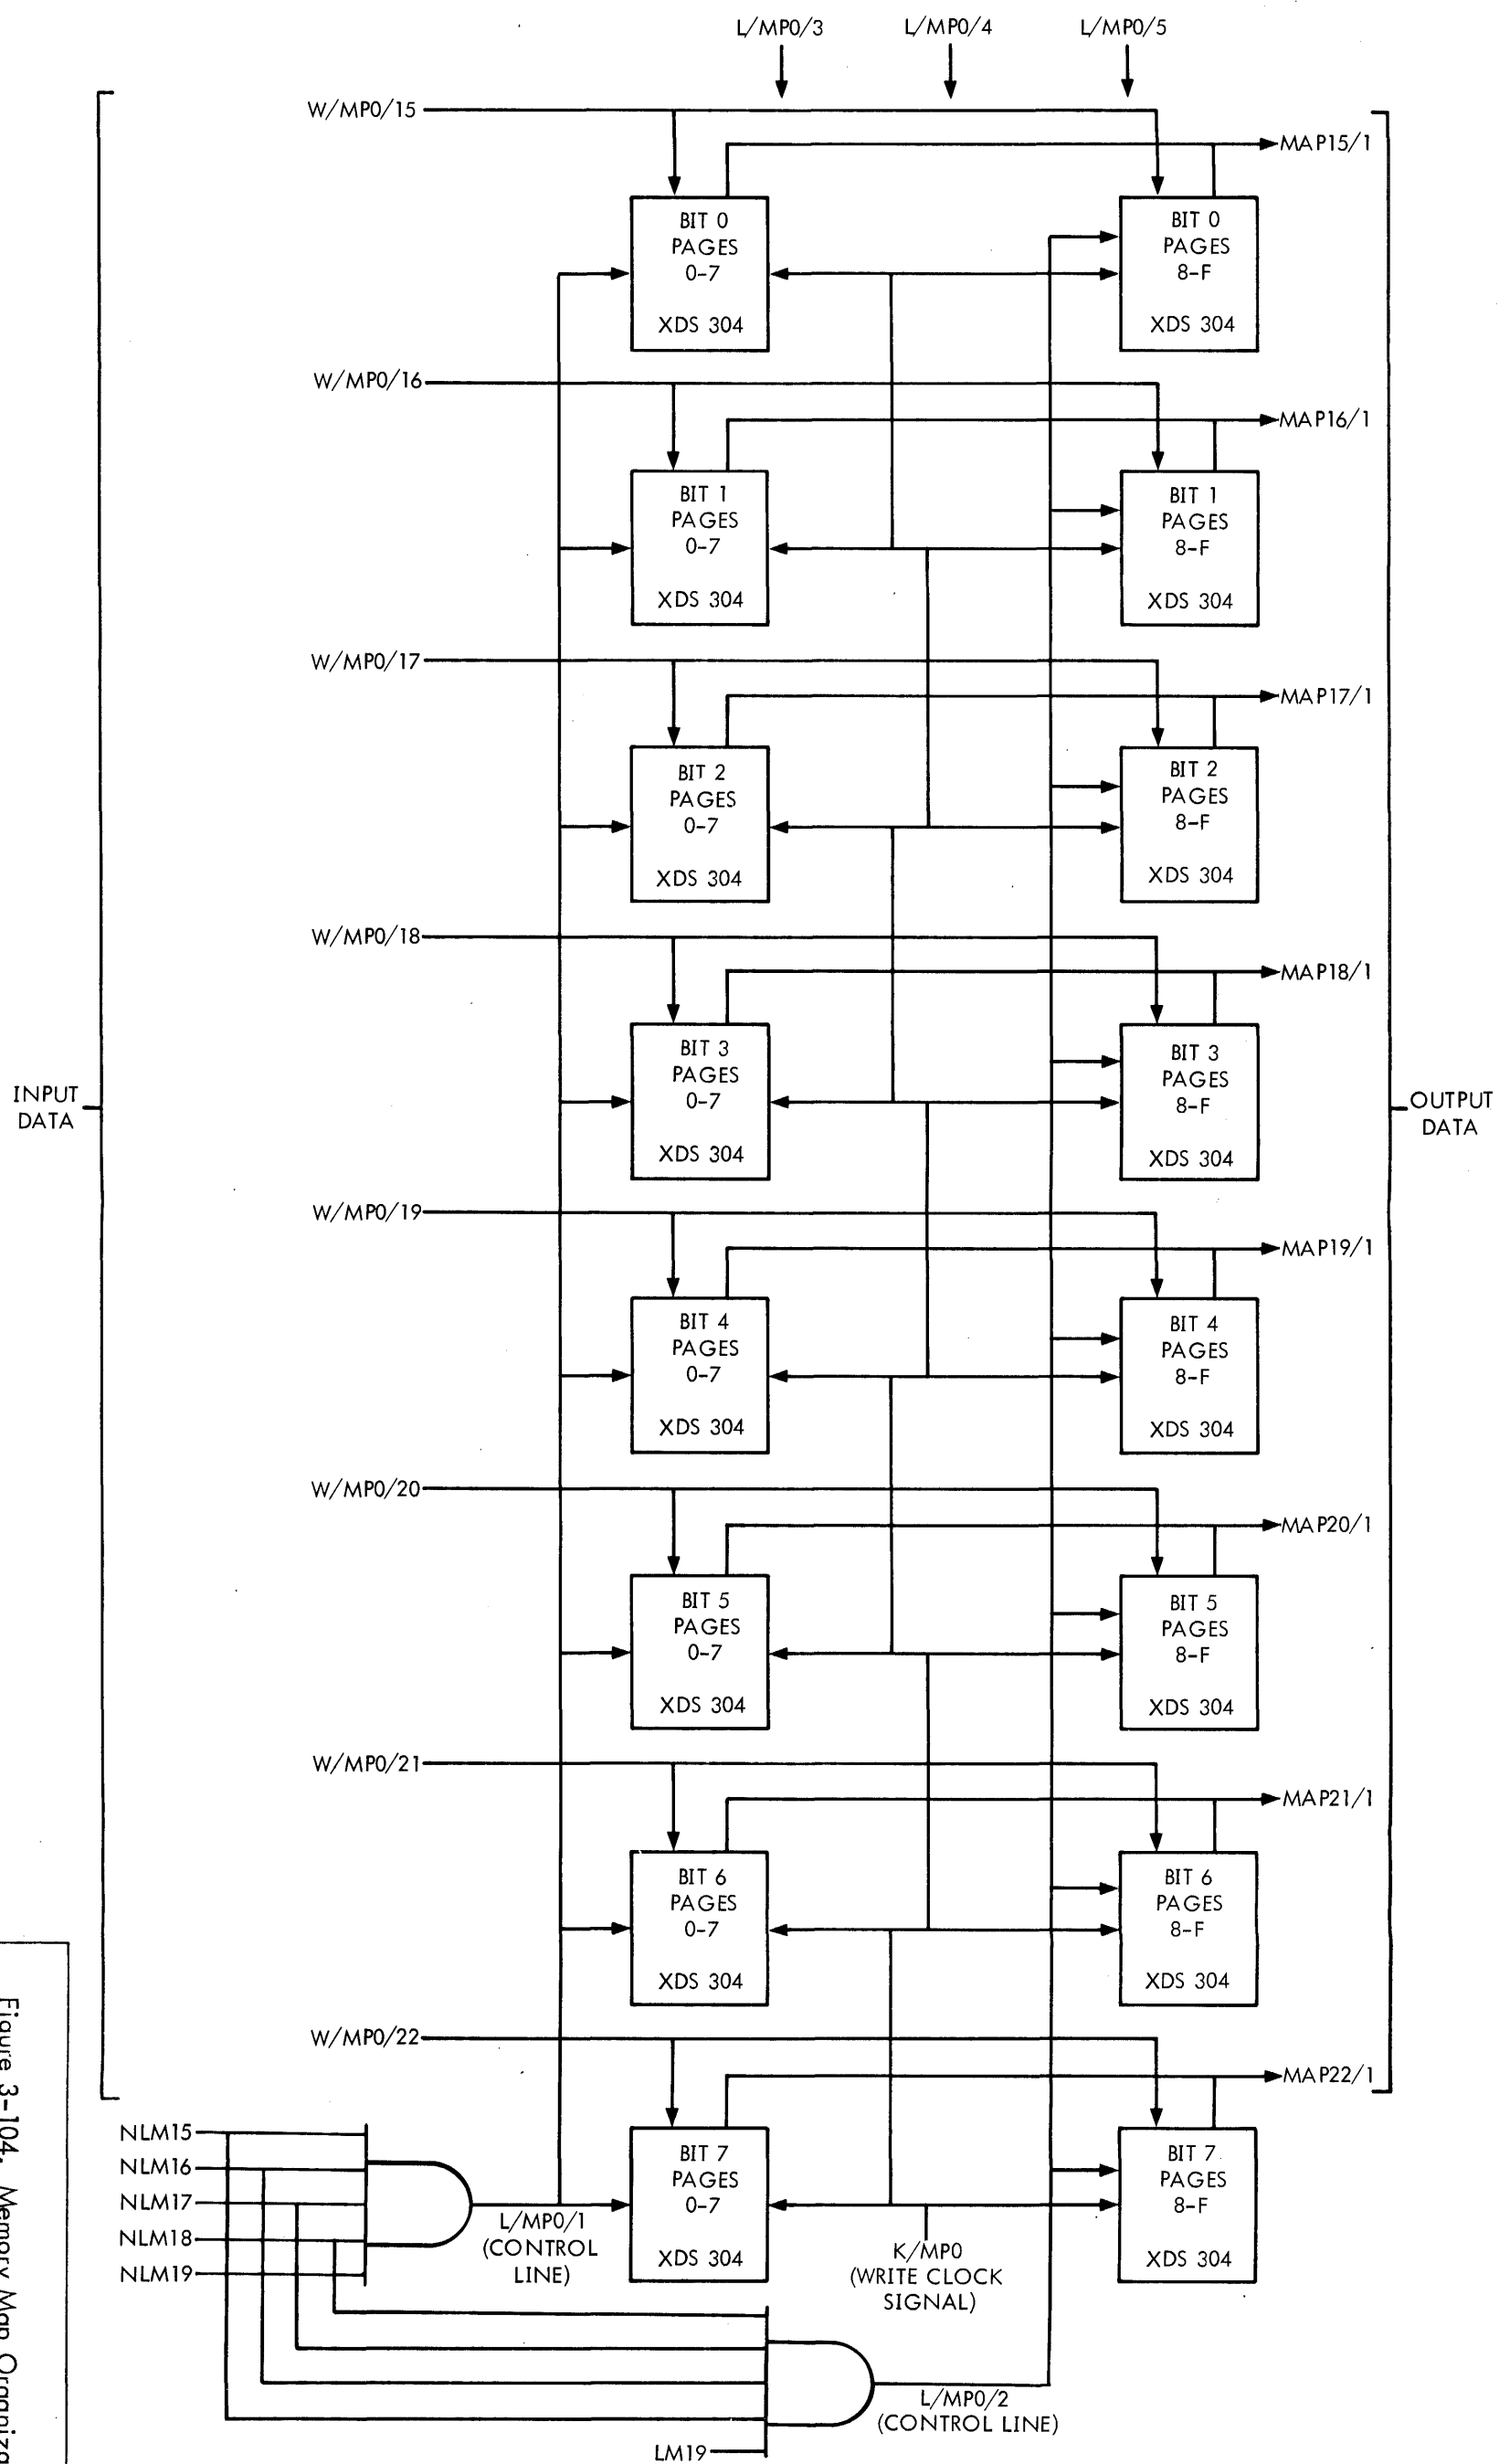 L/MP0/3 L/MP0/4 L/MP0/5
W/MP0/15
MAP15/1
BIT 0
PAGES
0-7
XDS 304
BIT 0
PAGES
8-F
XDS 304
W/MP0/16
MAP16/1
BIT 1
PAGES
0-7
XDS 304
BIT 1
PAGES
8-F
XDS 304
W/MP0/17
MAP17/1
BIT 2
PAGES
0-7
XDS 304
BIT 2
PAGES
8-F
XDS 304
W/MP0/18
MAP18/1
BIT 3
PAGES
0-7
XDS 304
BIT 3
PAGES
8-F
XDS 304
INPUT
DATA
OUTPUT
DATA
W/MP0/19
MAP19/1
BIT 4
PAGES
0-7
XDS 304
BIT 4
PAGES
8-F
XDS 304
W/MP0/20
MAP20/1
BIT 5
PAGES
0-7
XDS 304
BIT 5
PAGES
8-F
XDS 304
W/MP0/21
MAP21/1
BIT 6
PAGES
0-7
XDS 304
BIT 6
PAGES
8-F
XDS 304
W/MP0/22
MAP22/1
BIT 7
PAGES
0-7
XDS 304
BIT 7
PAGES
8-F
XDS 304
NLM15
NLM16
NLM17
NLM18
NLM19
L/MP0/1
(CONTROL
LINE)
K/MP0
(WRITE CLOCK
SIGNAL)
L/MP0/2
(CONTROL LINE)
LM19
Figure 3-104. Memory Map